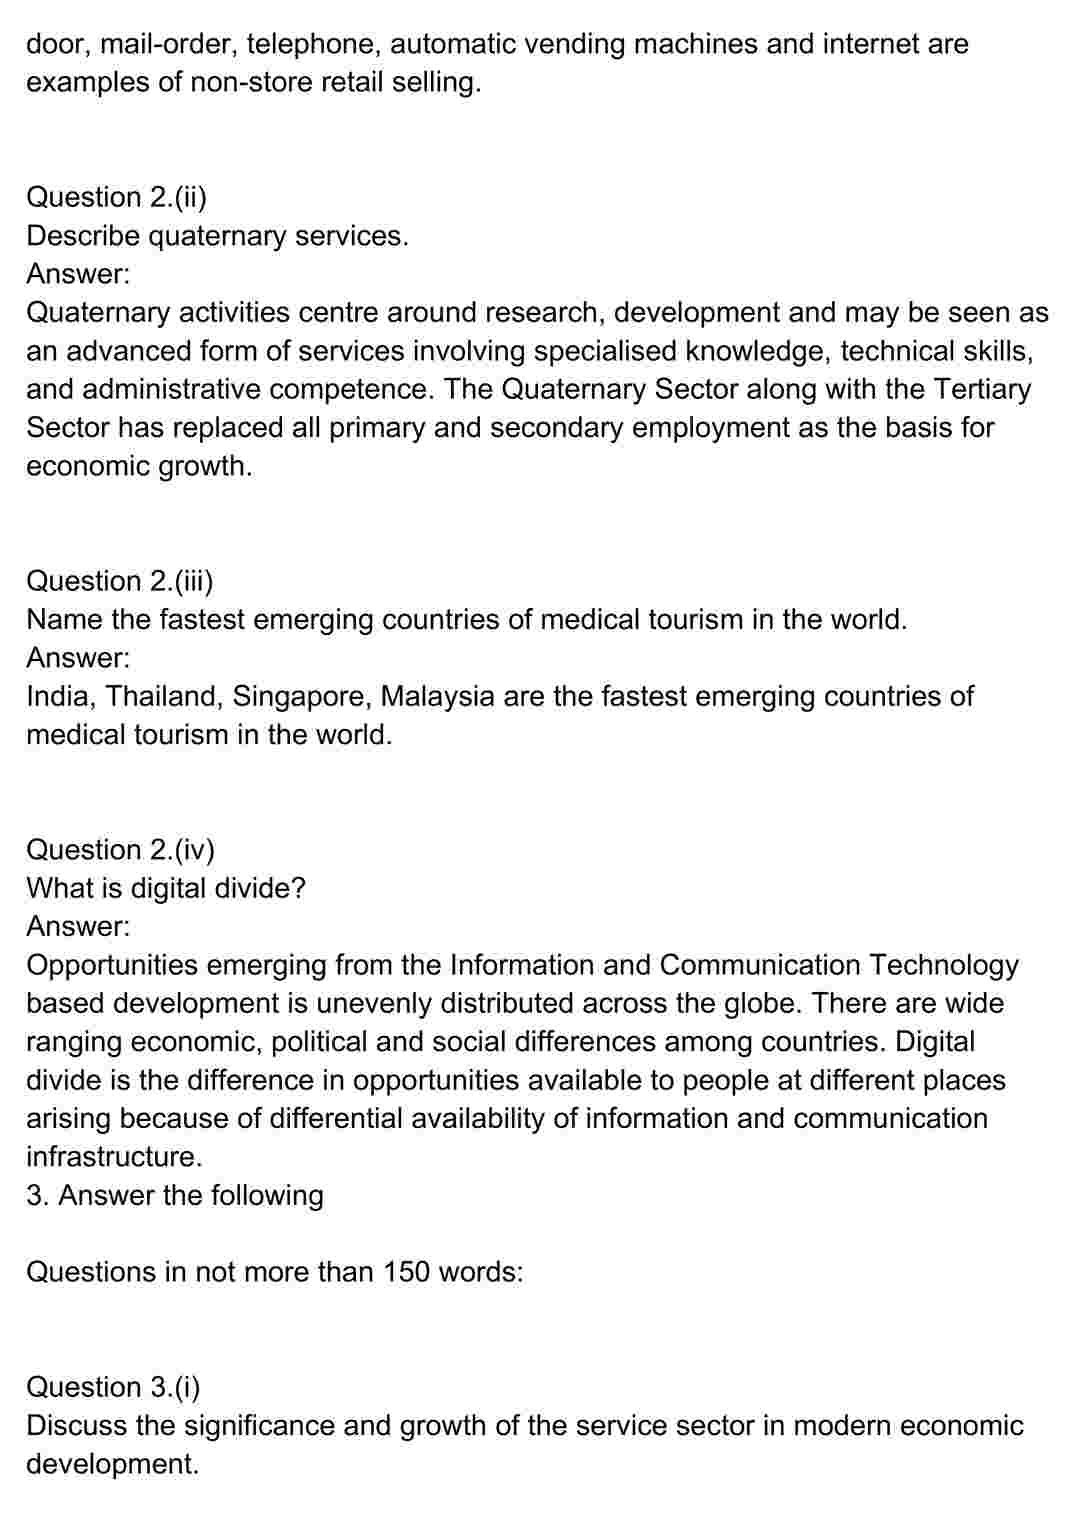 door, mail-order, telephone, automatic vending machines and internet are
examples of non-store retail selling.
Question 2.(ii)
Describe quaternary services.
Answer:
Quaternary activities centre around research, development and may be seen as
an advanced form of services involving specialised knowledge, technical skills,
and administrative competence. The Quaternary Sector along with the Tertiary
Sector has replaced all primary and secondary employment as the basis for
economic growth.
Question 2.(iii)
Name the fastest emerging countries of medical tourism in the world.
Answer:
India, Thailand, Singapore, Malaysia are the fastest emerging countries of
medical tourism in the world.
Question 2.(iv)
What is digital divide?
Answer:
Opportunities emerging from the Information and Communication Technology
based development is unevenly distributed across the globe. There are wide
ranging economic, political and social differences among countries. Digital
divide is the difference in opportunities available to people at different places
arising because of differential availability of information and communication
infrastructure.
3. Answer the following
Questions in not more than 150 words:
Question 3.(i)
Discuss the significance and growth of the service sector in modern economic
development.